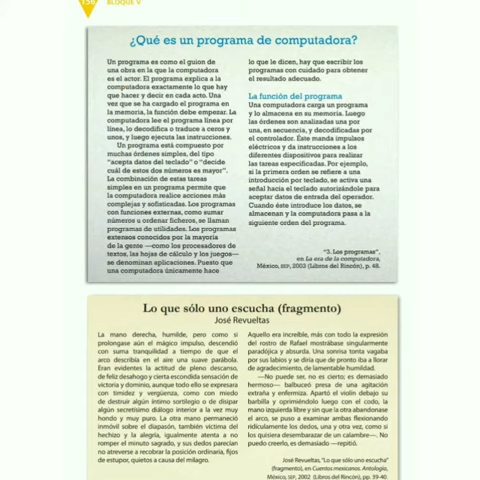 156 BLOQUE V
¿Qué es un programa de computadora?
Un programa es como el guion de
una obra en la que la computadora
es el actor. El programa explica a la
computadora exactamente lo que hay
que hacer y decir en cada acto. Una
vez que se ha cargado el programa en
la memoria, la función debe empezar. La
computadora lee el programa línea por
línea, lo decodifica o traduce a ceros y
unos, y luego ejecuta las instrucciones.
Un programa está compuesto por
muchas órdenes simples, del tipo
“acepta datos del teclado” o “decide
cuál de estos dos números es mayor”.
La combinación de estas tareas
simples en un programa permite que
la computadora realice acciones más
complejas y sofisticadas. Los programas
con funciones externas, como sumar
números u ordenar ficheros, se llaman
programas de utilidades. Los programas
extensos conocidos por la mayoría
de la gente —como los procesadores de
textos, las hojas de cálculo y los juegos—
se denominan aplicaciones. Puesto que
una computadora únicamente hace
lo que le dicen, hay que escribir los
programas con cuidado para obtener
el resultado adecuado.
La función del programa
Una computadora carga un programa
y lo almacena en su memoria. Luego
las órdenes son analizadas una por
una, en secuencia, y decodificadas por el
controlador. Éste manda impulsos
eléctricos y da instrucciones a los
diferentes dispositivos para realizar
las tareas especificadas. Por ejemplo,
si la primera orden se refiere a una
introducción por teclado, se activa una
señal hacia el teclado autorizándole para
aceptar datos de entrada del operador.
Cuando éste introduce los datos, se
almacenan y la computadora pasa a la
siguiente orden del programa.
“3. Los programas”,
en La era de la computadora,
México, SEP, 2003 (Libros del Rincón), p. 48.
Lo que sólo uno escucha (fragmento)
José Revueltas
La mano derecha, humilde, pero como si
prolongase aún el mágico impulso, descendió
con suma tranquilidad a tiempo de que el
arco describía en el aire una suave parábola.
Eran evidentes la actitud de pleno descanso,
de feliz desahogo y cierta escondida sensación de
victoria y dominio, aunque todo ello se expresara
con timidez y vergüenza, como con miedo
de destruir algún íntimo sortilegio o de disipar
algún secretísimo diálogo interior a la vez muy
hondo y muy puro. La otra mano permaneció
inmóvil sobre el diapasón, también víctima del
hechizo y la alegría, igualmente atenta a no
romper el minuto sagrado, y sus dedos parecían
no atreverse a recobrar la posición ordinaria, fijos
de estupor, quietos a causa del milagro.
Aquello era increíble, mas con todo la expresión
del rostro de Rafael mostrábase singularmente
paradójica y absurda. Una sonrisa tonta vagaba
por sus labios y se diría que de pronto iba a llorar
de agradecimiento, de lamentable humildad.
—No puede ser, no es cierto; es demasiado
hermoso— balbuceó presa de una agitación
extraña y enfermiza. Apartó el violín debajo su
barbilla y oprimiéndolo luego con el codo, la
mano izquierda libre y sin que la otra abandonase
el arco, se puso a examinar ambas flexionando
ridículamente los dedos, una y otra vez, como si
los quisiera desembarazar de un calambre—. No
puedo creerlo, es demasiado —repitió.
José Revueltas, “Lo que sólo uno escucha”
(fragmento), en Cuentos mexicanos. Antología,
México, SEP, 2002 (Libros del Rincón), pp. 39-40.